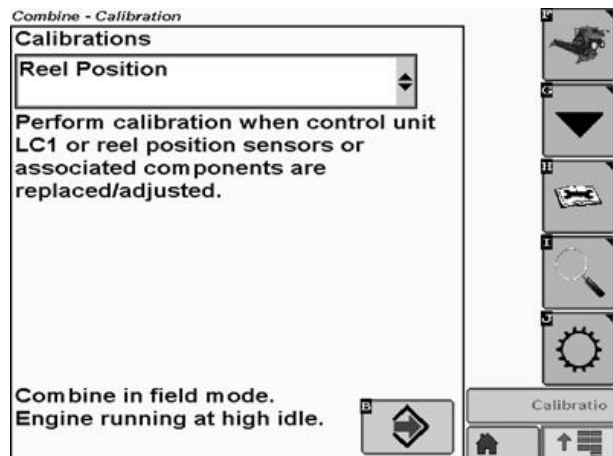 Combine - Calibration
Calibrations
Reel Position
Perform calibration when control unit
LC1 or reel position sensors or
associated components are
replaced/adjusted.
Combine in field mode.
Engine running at high idle.
B
F
G
H
I
J
Calibratio